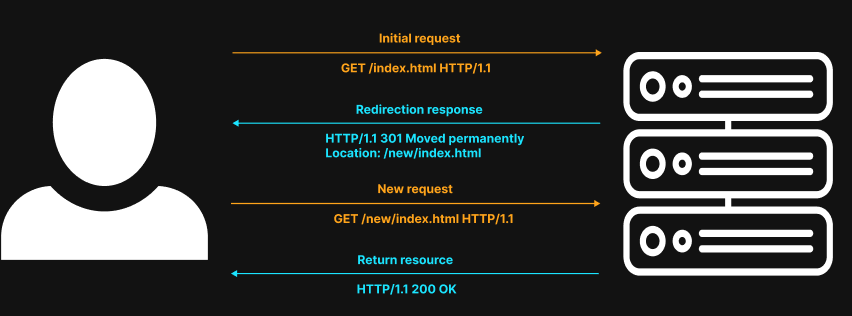 Initial request
GET /index.html HTTP/1.1
Redirection response
HTTP/1.1 301 Moved permanently
Location: /new/index.html
New request
GET /new/index.html HTTP/1.1
Return resource
HTTP/1.1 200 OK